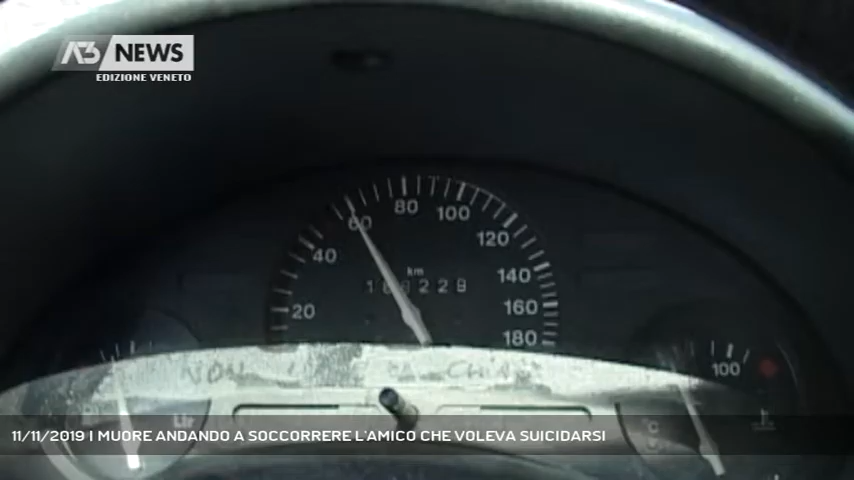 A3 NEWS
EDIZIONE VENETO
20 40 60 80 100 120 140 160 180
km
100
°C
NON
11/11/2019 | MUORE ANDANDO A SOCCORRERE L'AMICO CHE VOLEVA SUICIDARSI